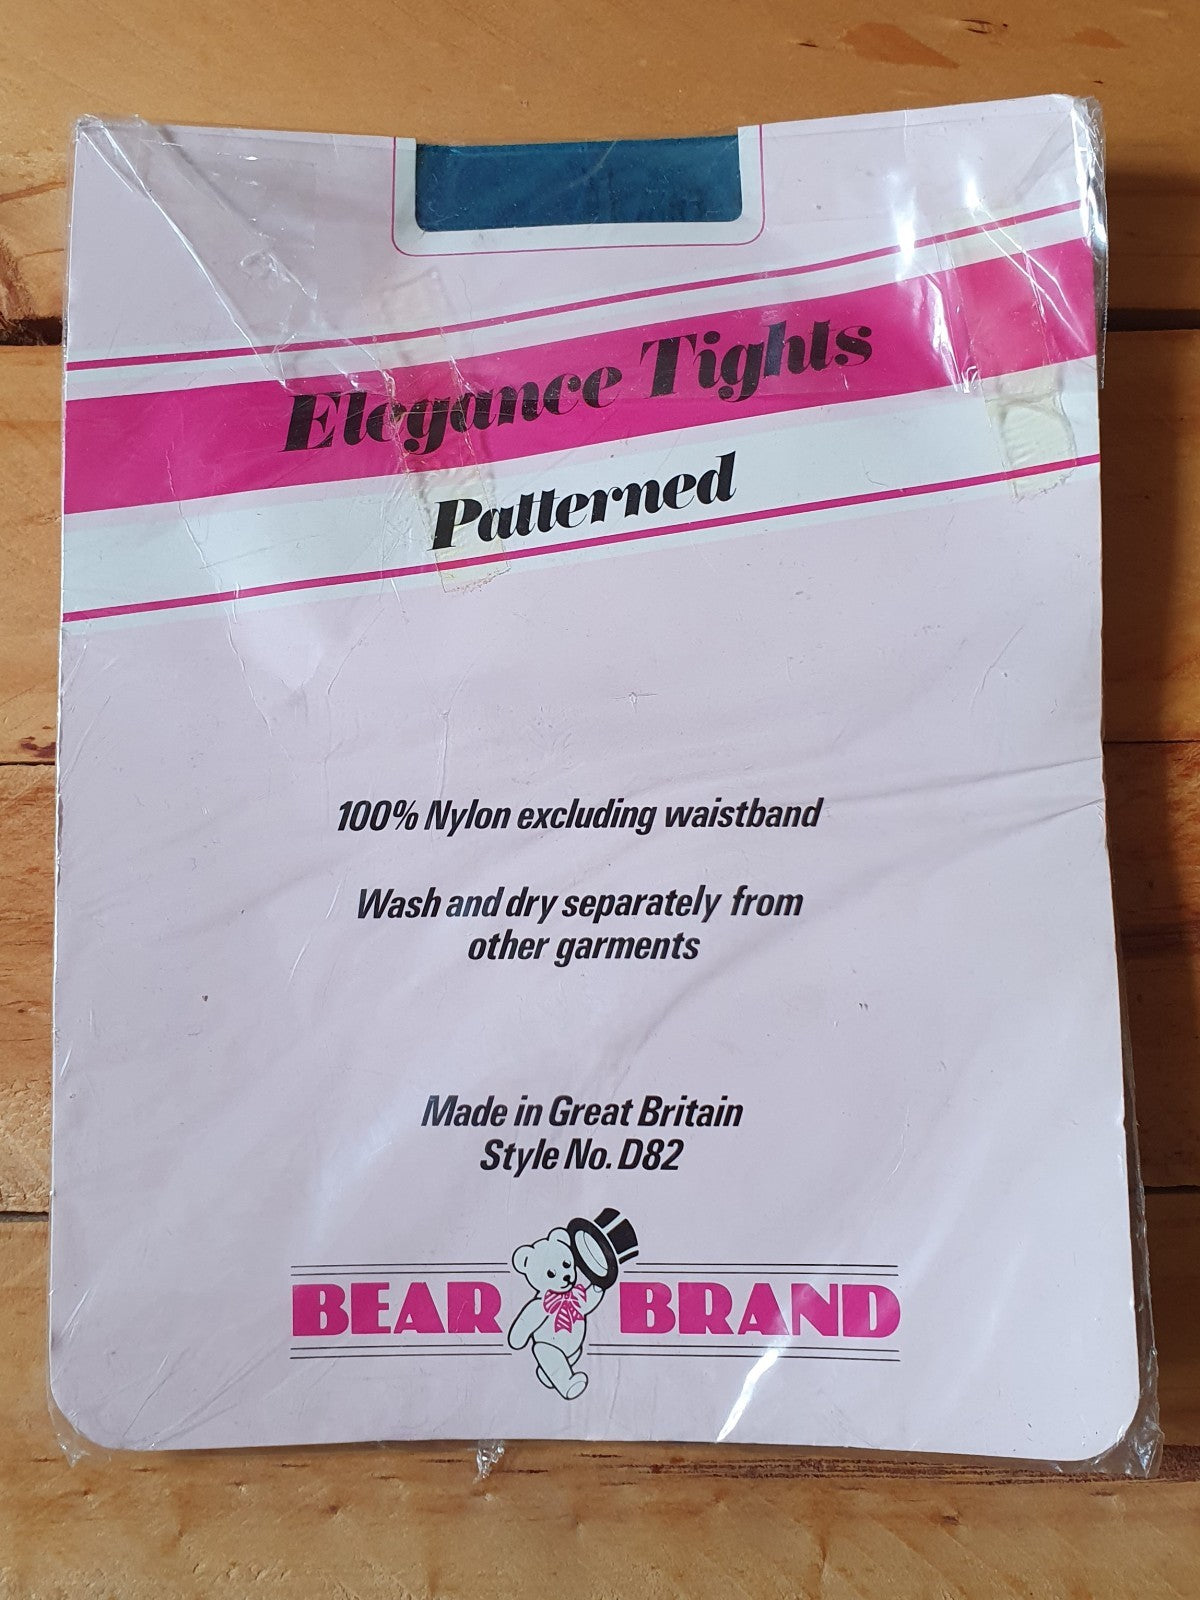 Elegance Tights
Patterned
100% Nylon excluding waistband
Wash and dry separately from
other garments
Made in Great Britain
Style No. D82
BEAR BRAND